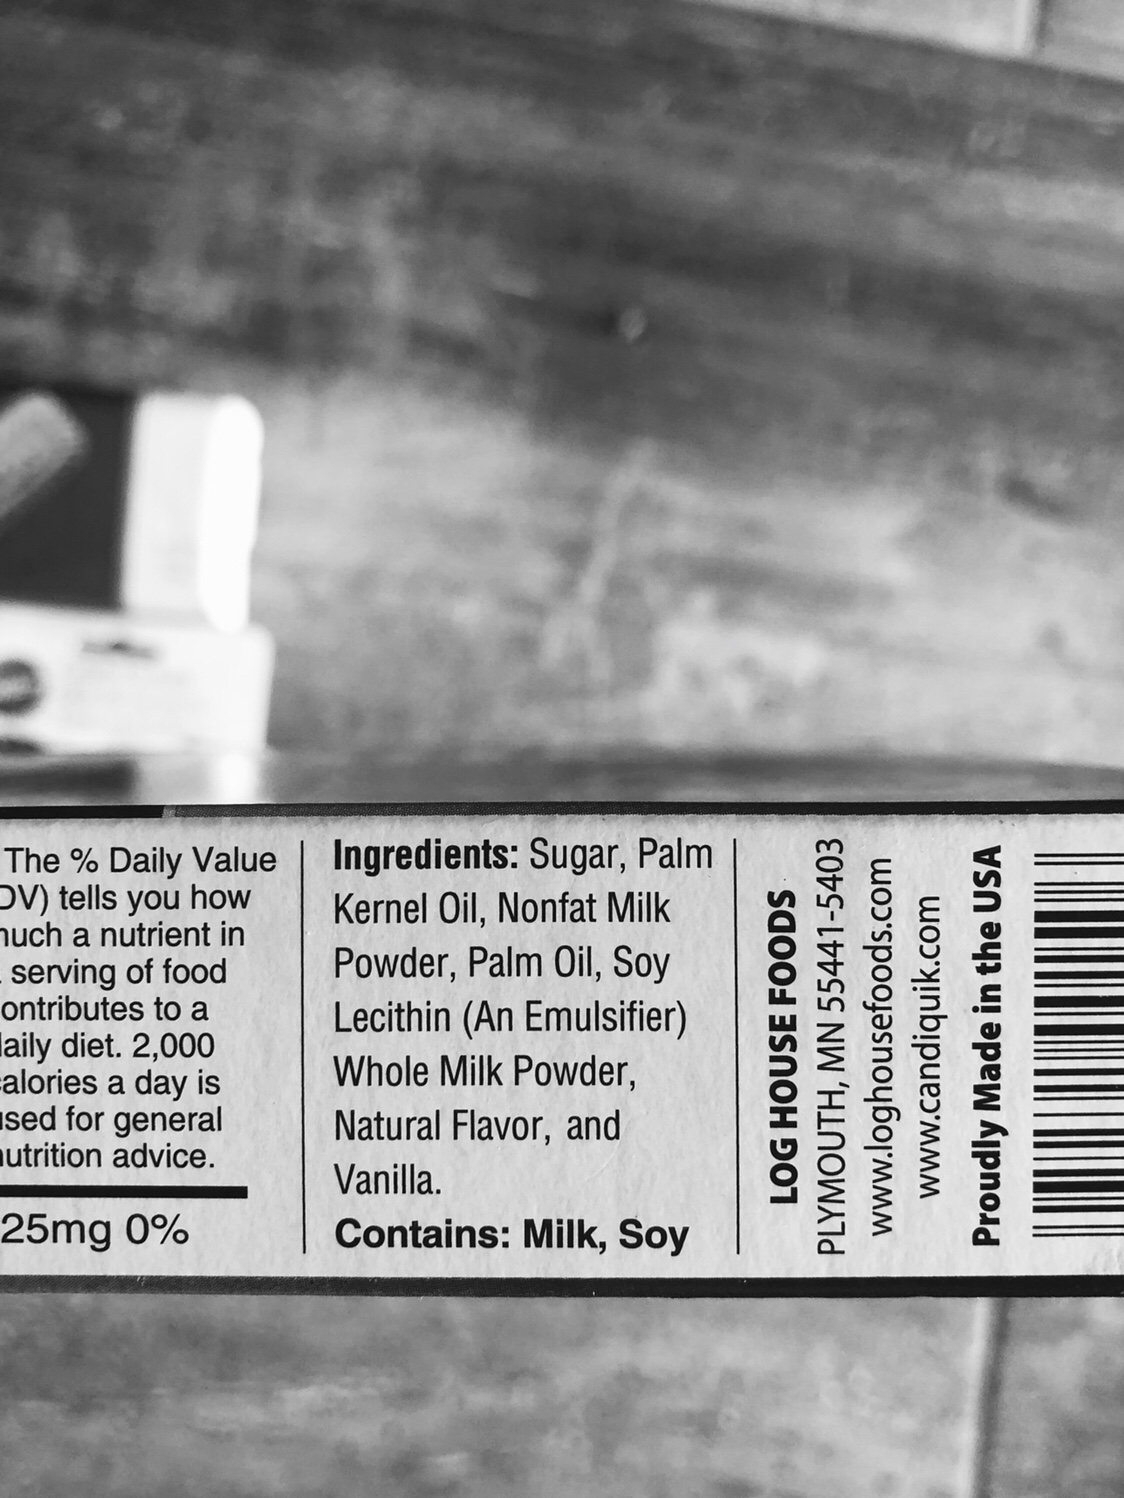 The % Daily Value
DV) tells you how
much a nutrient in
serving of food
contributes to a
daily diet. 2,000
calories a day is
used for general
nutrition advice.
25mg 0%
Ingredients: Sugar, Palm
Kernel Oil, Nonfat Milk
Powder, Palm Oil, Soy
Lecithin (An Emulsifier)
Whole Milk Powder,
Natural Flavor, and
Vanilla.
Contains: Milk, Soy
LOG HOUSE FOODS
PLYMOUTH, MN 55441-5403
www.loghousefoods.com
www.candiquik.com
Proudly Made in the USA